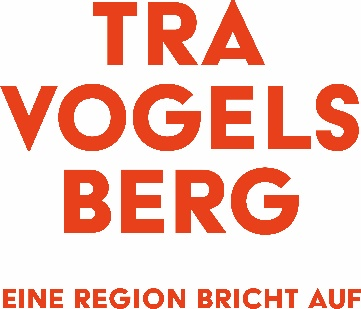 TRA
VOGELS
BERG
EINE REGION BRICHT AUF